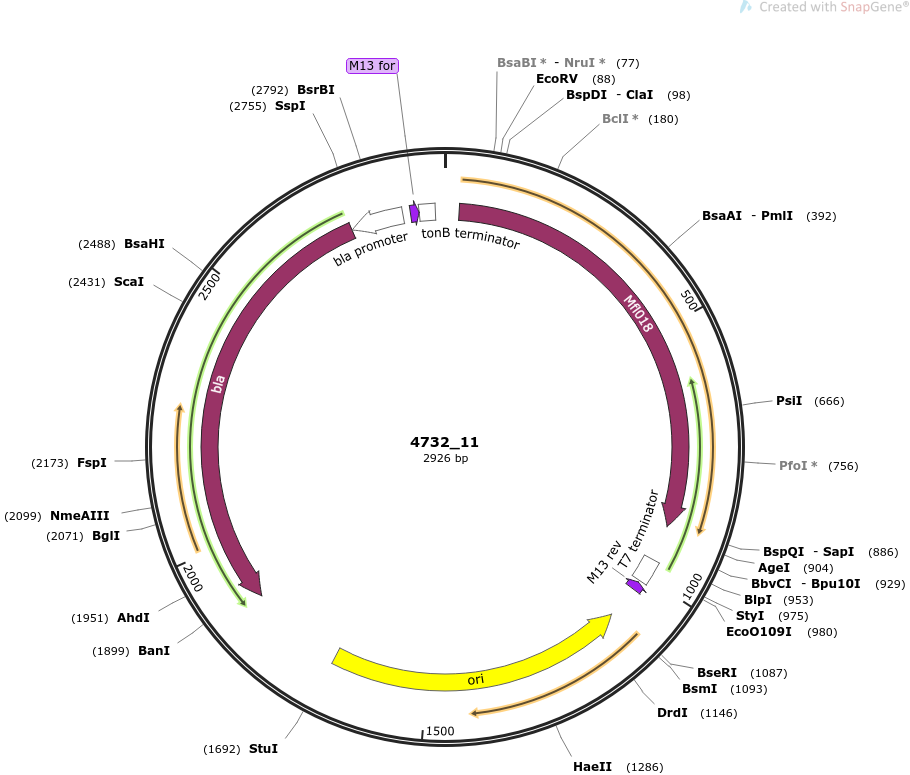 Created with SnapGene®
M13 for
BsaBI * - NruI * (77)
EcoRV (88)
BspDI - ClaI (98)
BclI * (180)
(2792) BsrBI
(2755) SspI
BsaAI - PmlI (392)
bla promoter
tonB terminator
(2488) BsaHI
(2431) ScaI
2500
500
Mfl018
bla
PsiI (666)
4732_11
2926 bp
(2173) FspI
PfoI * (756)
(2099) NmeAIII
(2071) BglI
T7 terminator
M13 rev
BspQI - SapI (886)
AgeI (904)
BbvCI - Bpu10I (929)
BlpI (953)
StyI (975)
EcoO109I (980)
2000
1000
(1951) AhdI
(1899) BanI
BseRI (1087)
BsmI (1093)
DrdI (1146)
ori
1500
(1692) StuI
HaeII (1286)